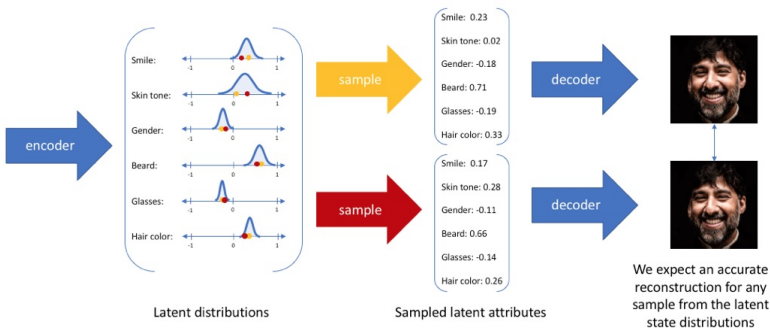 encoder
Smile:
-1 0 1
Skin tone:
-1 0 1
Gender:
-1 0 1
Beard:
-1 0 1
Glasses:
-1 0 1
Hair color:
-1 0 1
Latent distributions
sample
sample
Smile: 0.23
Skin tone: 0.02
Gender: -0.18
Beard: 0.71
Glasses: -0.19
Hair color: 0.33
Smile: 0.17
Skin tone: 0.28
Gender: -0.11
Beard: 0.66
Glasses: -0.14
Hair color: 0.26
Sampled latent attributes
decoder
decoder
We expect an accurate
reconstruction for any
sample from the latent
state distributions